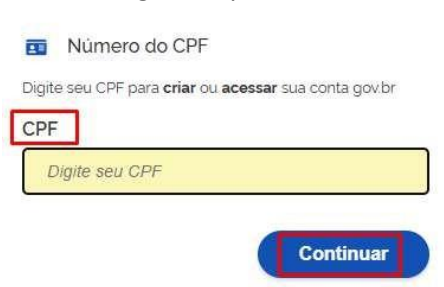 Número do CPF
Digite seu CPF para criar ou acessar sua conta gov.br
CPF
Digite seu CPF
Continuar